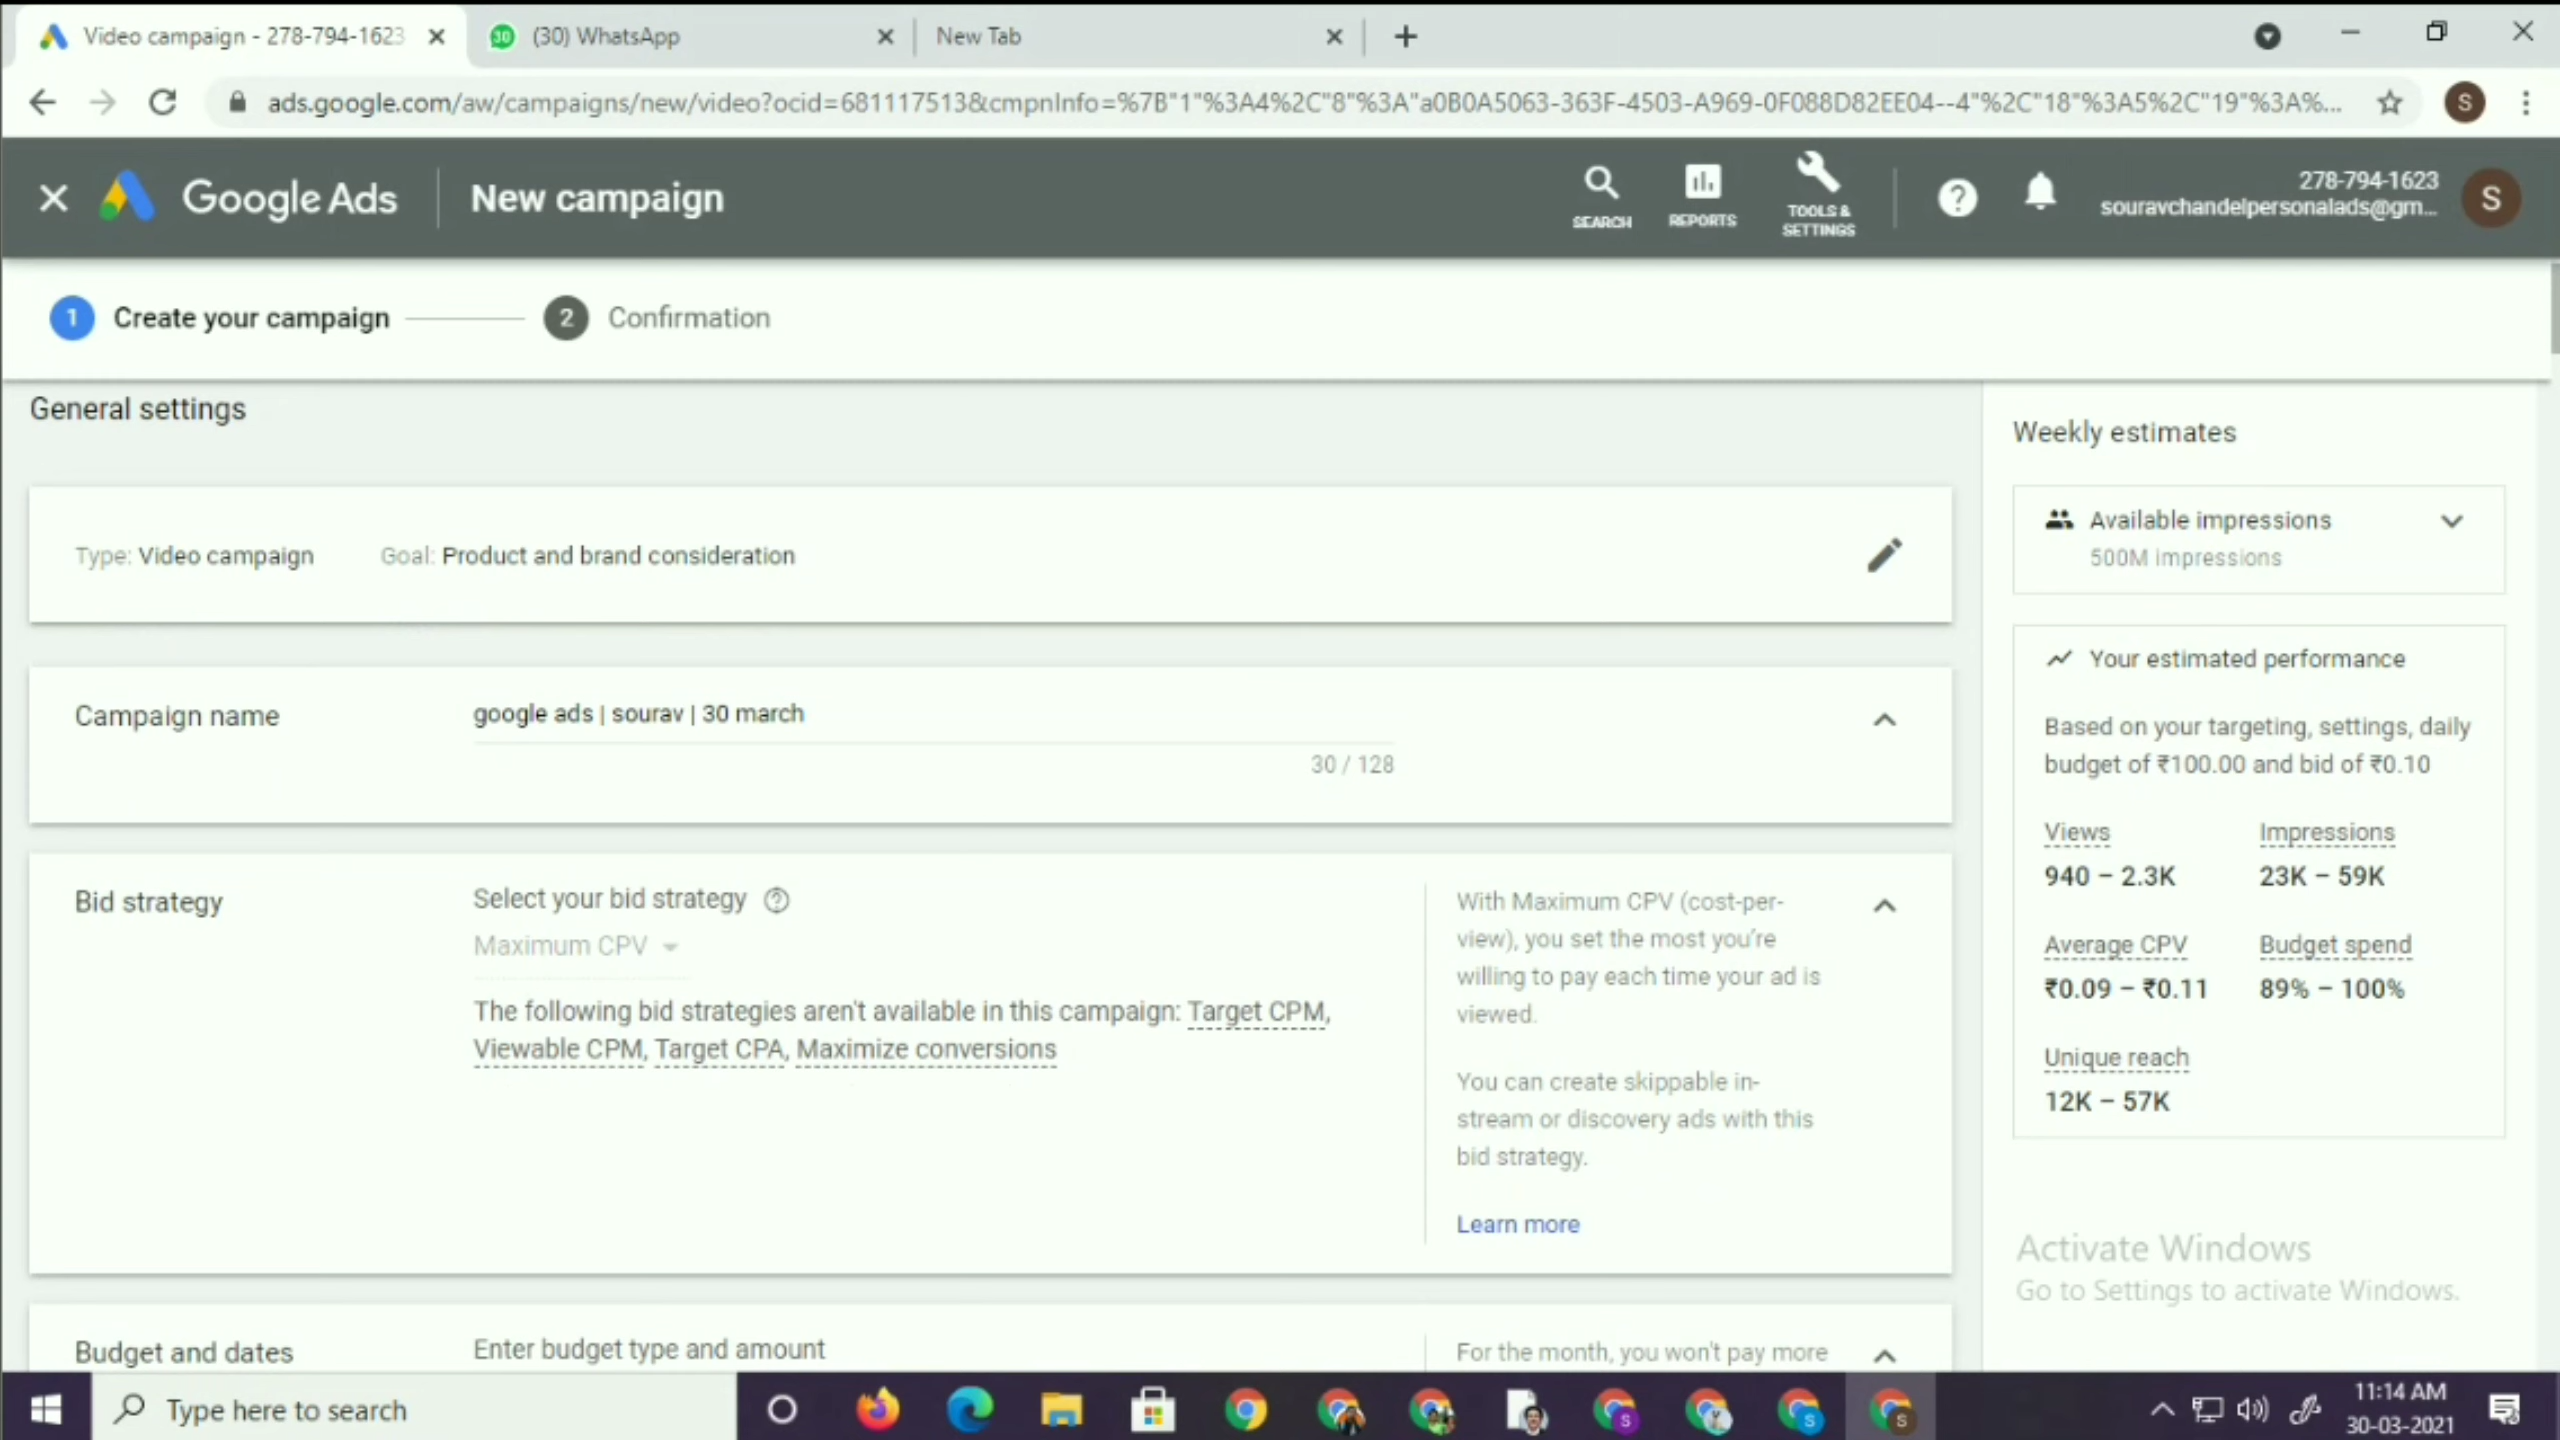 Video campaign - 278-794-1623
(30) WhatsApp
New Tab
ads.google.com/aw/campaigns/new/video?ocid=681117513&cmpnInfo=%7B"1"%3A4%2C"8"%3A"a0B0A5063-363F-4503-A969-0F088D82EE04--4"%2C"18"%3A5%2C"19"%3A%...
S
Google Ads
New campaign
SEARCH
REPORTS
TOOLS &
SETTINGS
278-794-1623
souravchandelpersonalads@gm...
S
1 Create your campaign
2 Confirmation
General settings
Type: Video campaign Goal: Product and brand consideration
Campaign name
google ads | sourav | 30 march
30 / 128
Bid strategy
Select your bid strategy
Maximum CPV
The following bid strategies aren't available in this campaign: Target CPM,
Viewable CPM, Target CPA, Maximize conversions
With Maximum CPV (cost-per-
view), you set the most you're
willing to pay each time your ad is
viewed.
You can create skippable in-
stream or discovery ads with this
bid strategy.
Learn more
Budget and dates
Enter budget type and amount
For the month, you won't pay more
Weekly estimates
Available impressions
500M impressions
Your estimated performance
Based on your targeting, settings, daily
budget of ₹100.00 and bid of ₹0.10
Views Impressions
940 – 2.3K 23K – 59K
Average CPV Budget spend
₹0.09 – ₹0.11 89% – 100%
Unique reach
12K – 57K
Activate Windows
Go to Settings to activate Windows.
Type here to search
11:14 AM
30-03-2021